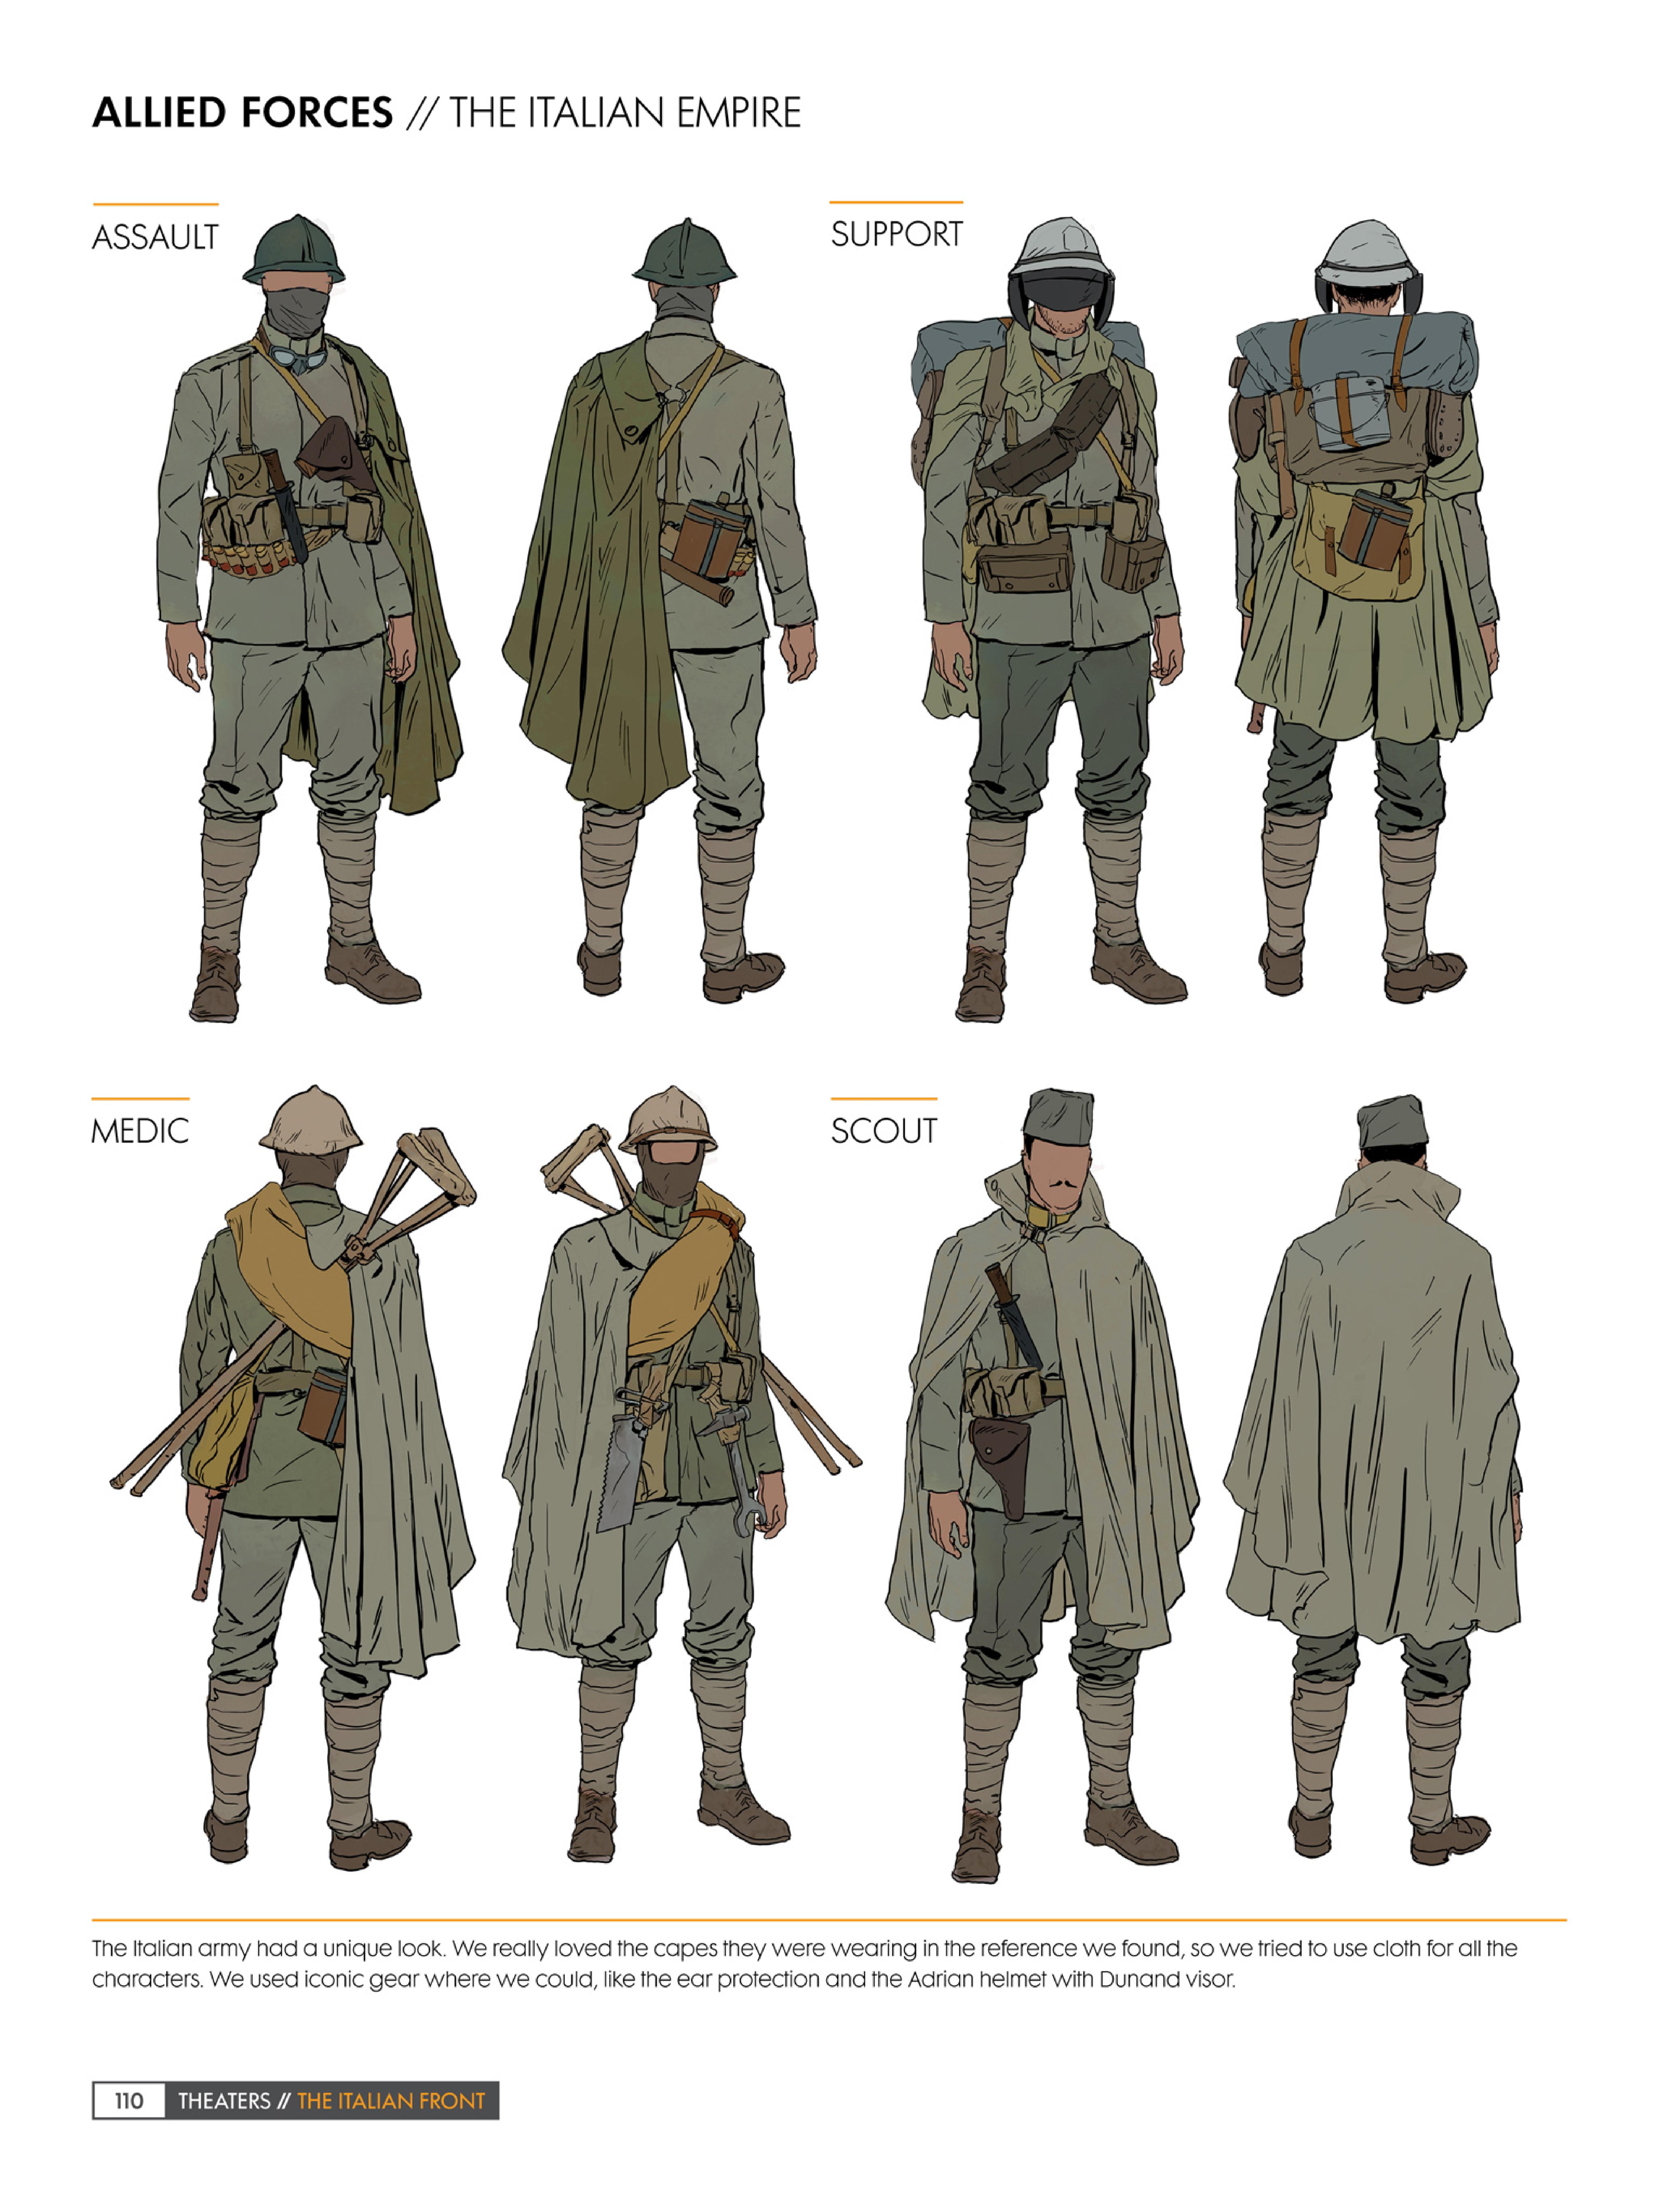 ALLIED FORCES // THE ITALIAN EMPIRE
ASSAULT
SUPPORT
MEDIC
SCOUT
The Italian army had a unique look. We really loved the capes they were wearing in the reference we found, so we tried to use cloth for all the
characters. We used iconic gear where we could, like the ear protection and the Adrian helmet with Dunand visor.
110 THEATERS // THE ITALIAN FRONT